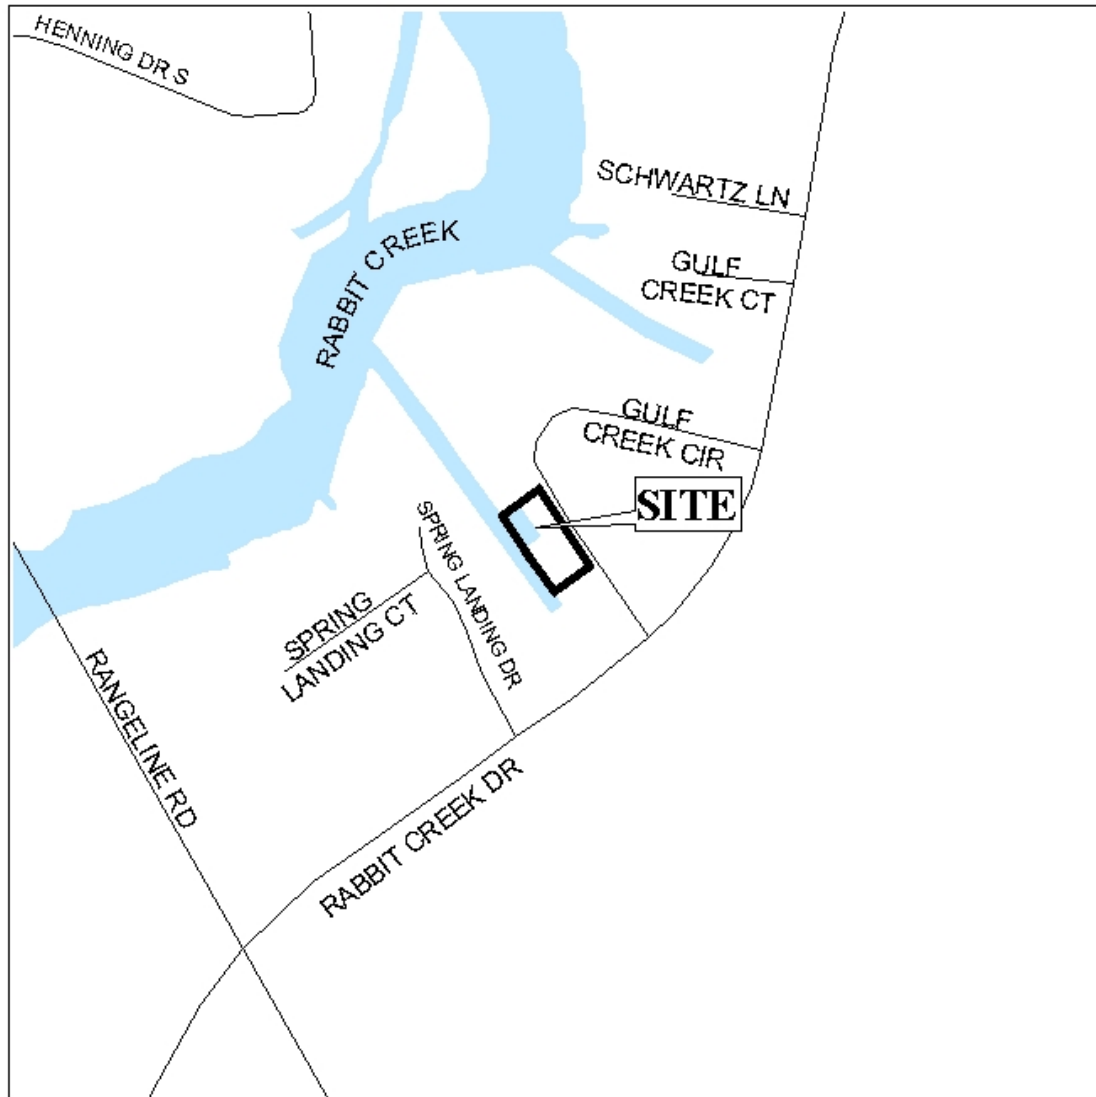 HENNING DR S
SCHWARTZ LN
RABBIT CREEK
GULF
CREEK CT
GULF
CREEK CIR
SITE
SPRING LANDING DR
SPRING
LANDING CT
RANGELINE RD
RABBIT CREEK DR